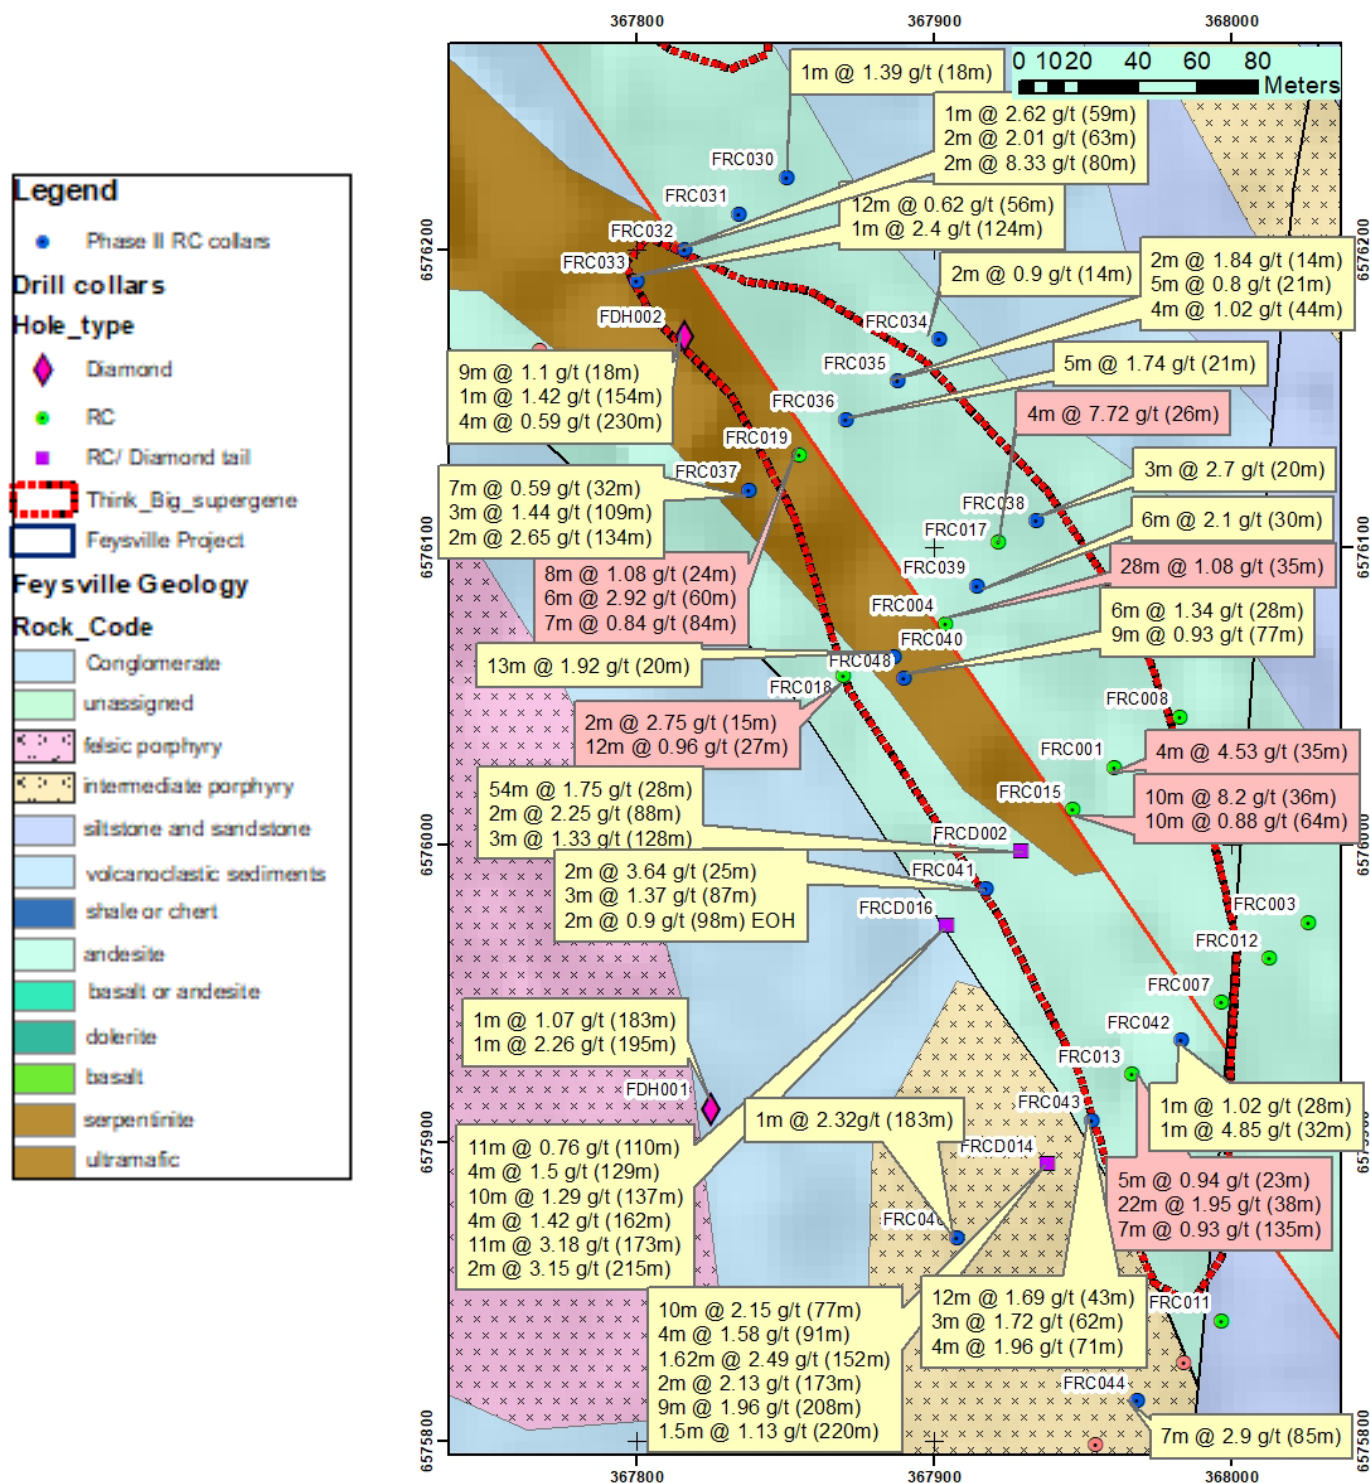 367800
367900
368000
0 10 20 40 60 80
Meters
Legend
Phase II RC collars
Drill collars
Hole_type
Diamond
RC
RC/ Diamond tail
Think_Big_supergene
Feysville Project
Feysville Geology
Rock_Code
Conglomerate
unassigned
felsic porphyry
intermediate porphyry
siltstone and sandstone
volcanoclastic sediments
shale or chert
andesite
basalt or andesite
dolerite
basalt
serpentinite
ultramafic
1m @ 1.39 g/t (18m)
1m @ 2.62 g/t (59m)
2m @ 2.01 g/t (63m)
2m @ 8.33 g/t (80m)
FRC030
FRC031
12m @ 0.62 g/t (56m)
1m @ 2.4 g/t (124m)
FRC032
6576200
6576200
FRC033
2m @ 0.9 g/t (14m)
2m @ 1.84 g/t (14m)
5m @ 0.8 g/t (21m)
4m @ 1.02 g/t (44m)
FDH002
FRC034
9m @ 1.1 g/t (18m)
1m @ 1.42 g/t (154m)
4m @ 0.59 g/t (230m)
FRC035
5m @ 1.74 g/t (21m)
FRC036
4m @ 7.72 g/t (26m)
FRC019
FRC037
7m @ 0.59 g/t (32m)
3m @ 1.44 g/t (109m)
2m @ 2.65 g/t (134m)
3m @ 2.7 g/t (20m)
FRC038
FRC017
6m @ 2.1 g/t (30m)
6576100
6576100
FRC039
28m @ 1.08 g/t (35m)
8m @ 1.08 g/t (24m)
6m @ 2.92 g/t (60m)
7m @ 0.84 g/t (84m)
FRC004
6m @ 1.34 g/t (28m)
9m @ 0.93 g/t (77m)
FRC040
13m @ 1.92 g/t (20m)
FRC048
FRC018
2m @ 2.75 g/t (15m)
12m @ 0.96 g/t (27m)
FRC008
FRC001
4m @ 4.53 g/t (35m)
54m @ 1.75 g/t (28m)
2m @ 2.25 g/t (88m)
3m @ 1.33 g/t (128m)
FRC015
10m @ 8.2 g/t (36m)
10m @ 0.88 g/t (64m)
6576000
FRCD002
2m @ 3.64 g/t (25m)
3m @ 1.37 g/t (87m)
2m @ 0.9 g/t (98m) EOH
FRC041
FRCD016
FRC003
FRC012
FRC007
1m @ 1.07 g/t (183m)
1m @ 2.26 g/t (195m)
FRC042
FRC013
FDH001
FRC043
1m @ 1.02 g/t (28m)
1m @ 4.85 g/t (32m)
1m @ 2.32g/t (183m)
6575900
FRCD014
11m @ 0.76 g/t (110m)
4m @ 1.5 g/t (129m)
10m @ 1.29 g/t (137m)
4m @ 1.42 g/t (162m)
11m @ 3.18 g/t (173m)
2m @ 3.15 g/t (215m)
5m @ 0.94 g/t (23m)
22m @ 1.95 g/t (38m)
7m @ 0.93 g/t (135m)
12m @ 1.69 g/t (43m)
3m @ 1.72 g/t (62m)
4m @ 1.96 g/t (71m)
FRC011
10m @ 2.15 g/t (77m)
4m @ 1.58 g/t (91m)
1.62m @ 2.49 g/t (152m)
2m @ 2.13 g/t (173m)
9m @ 1.96 g/t (208m)
1.5m @ 1.13 g/t (220m)
FRC044
7m @ 2.9 g/t (85m)
6575800
6575800
367800
367900
368000